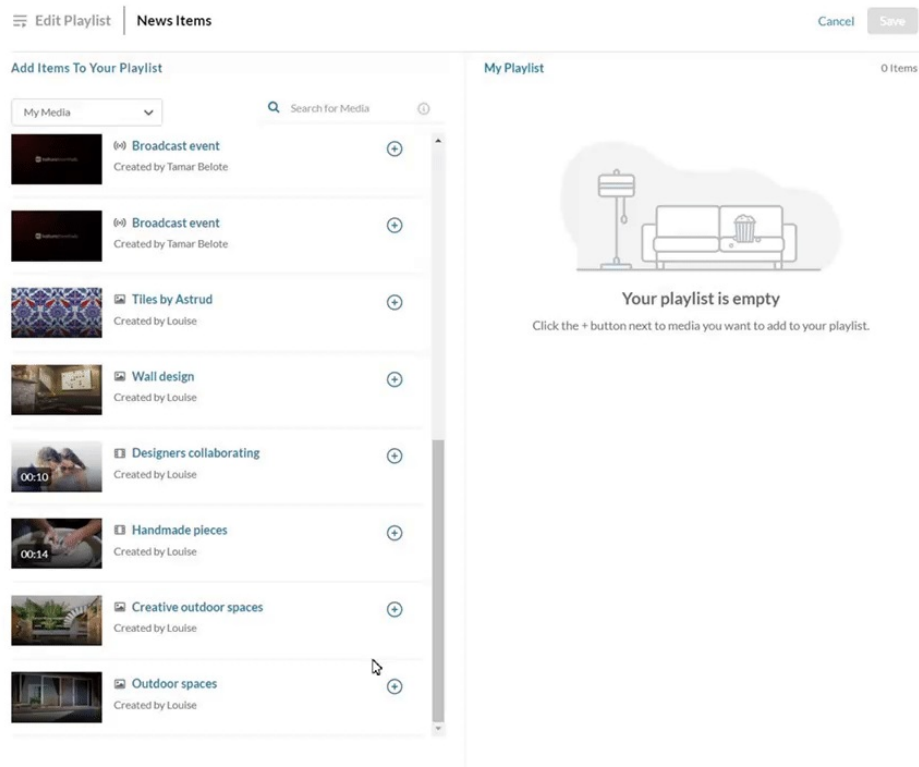 Edit Playlist
News Items
Cancel
Save
Add Items To Your Playlist
My Media
Search for Media
Broadcast event
Created by Tamar Belote
Broadcast event
Created by Tamar Belote
Tiles by Astrud
Created by Louise
Wall design
Created by Louise
Designers collaborating
00:10
Created by Louise
Handmade pieces
00:14
Created by Louise
Creative outdoor spaces
Created by Louise
Outdoor spaces
Created by Louise
My Playlist
0 Items
Your playlist is empty
Click the + button next to media you want to add to your playlist.